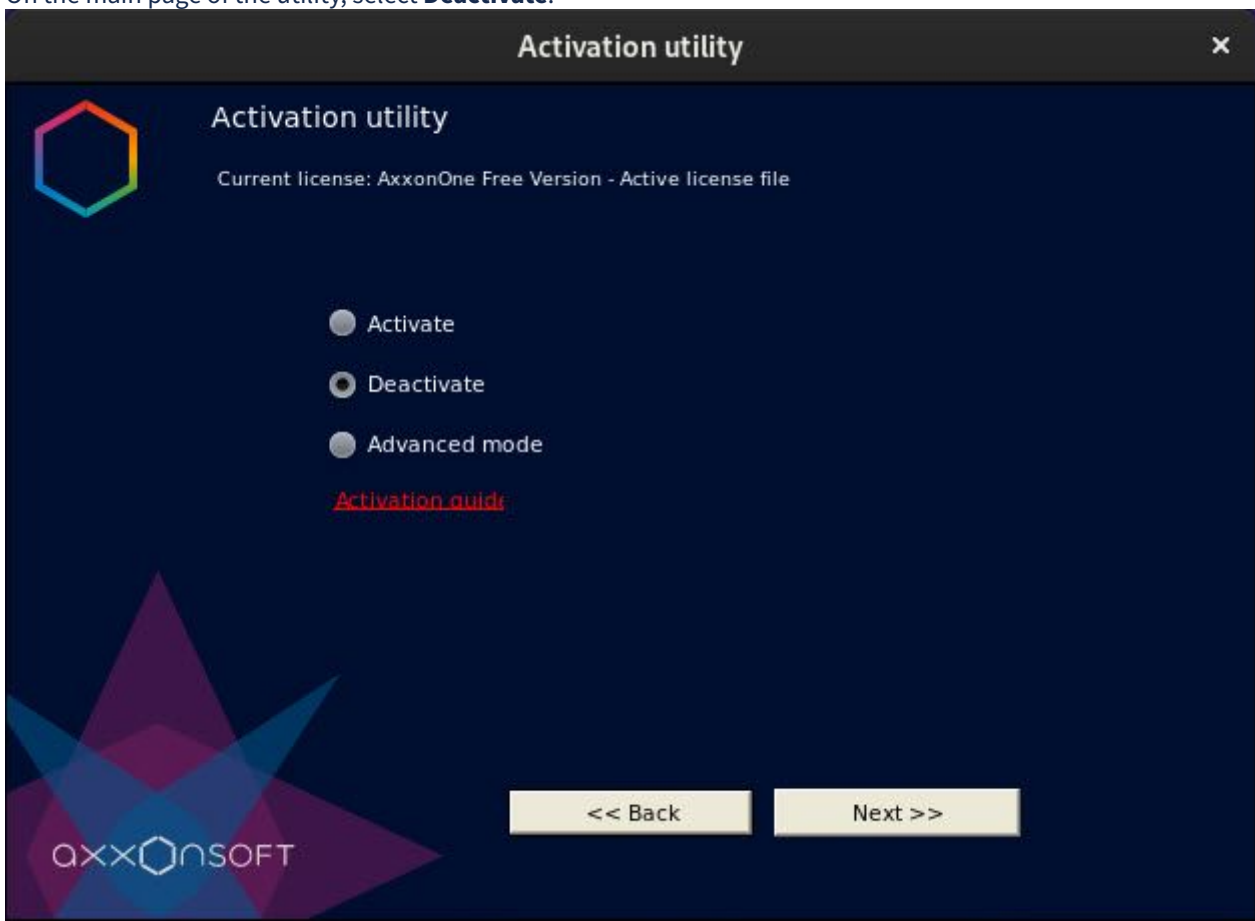 On the main page of the utility, select Deactivate.
Activation utility
Activation utility
Current license: AxxonOne Free Version - Active license file
Activate
Deactivate
Advanced mode
Activation guide
<< Back
Next >>
axxonsoft